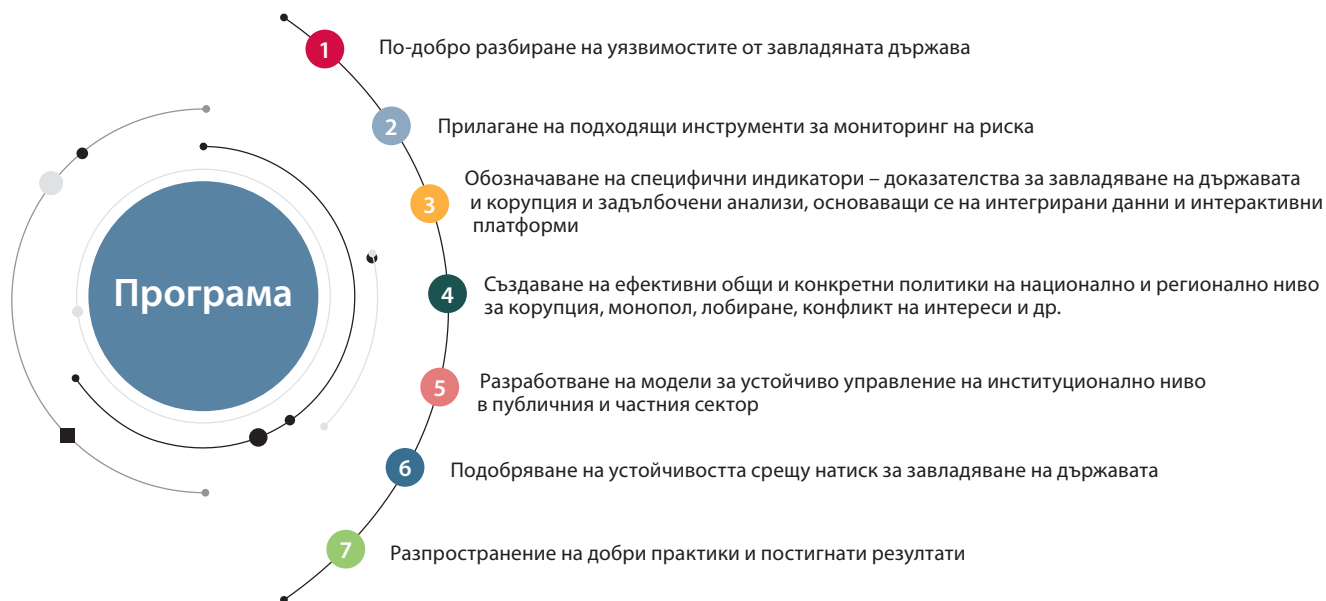 Програма
1
По-добро разбиране на уязвимостите от завладяната държава
2
Прилагане на подходящи инструменти за мониторинг на риска
3
Обозначаване на специфични индикатори – доказателства за завладяване на държавата
и корупция и задълбочени анализи, основаващи се на интегрирани данни и интерактивни
платформи
4
Създаване на ефективни общи и конкретни политики на национално и регионално ниво
за корупция, монопол, лобиране, конфликт на интереси и др.
5
Разработване на модели за устойчиво управление на институционално ниво
в публичния и частния сектор
6
Подобряване на устойчивостта срещу натиск за завладяване на държавата
7
Разпространение на добри практики и постигнати резултати